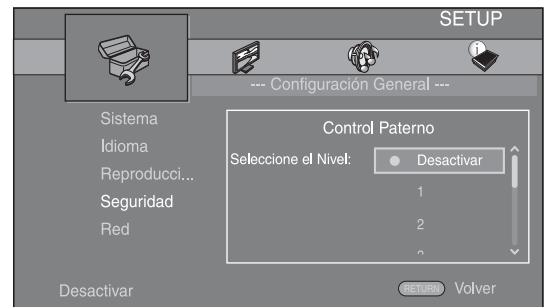 SETUP
--- Configuración General ---
Sistema
Idioma
Reproducci...
Seguridad
Red
Control Paterno
Seleccione el Nivel:
Desactivar
1
2
Desactivar
RETURN Volver